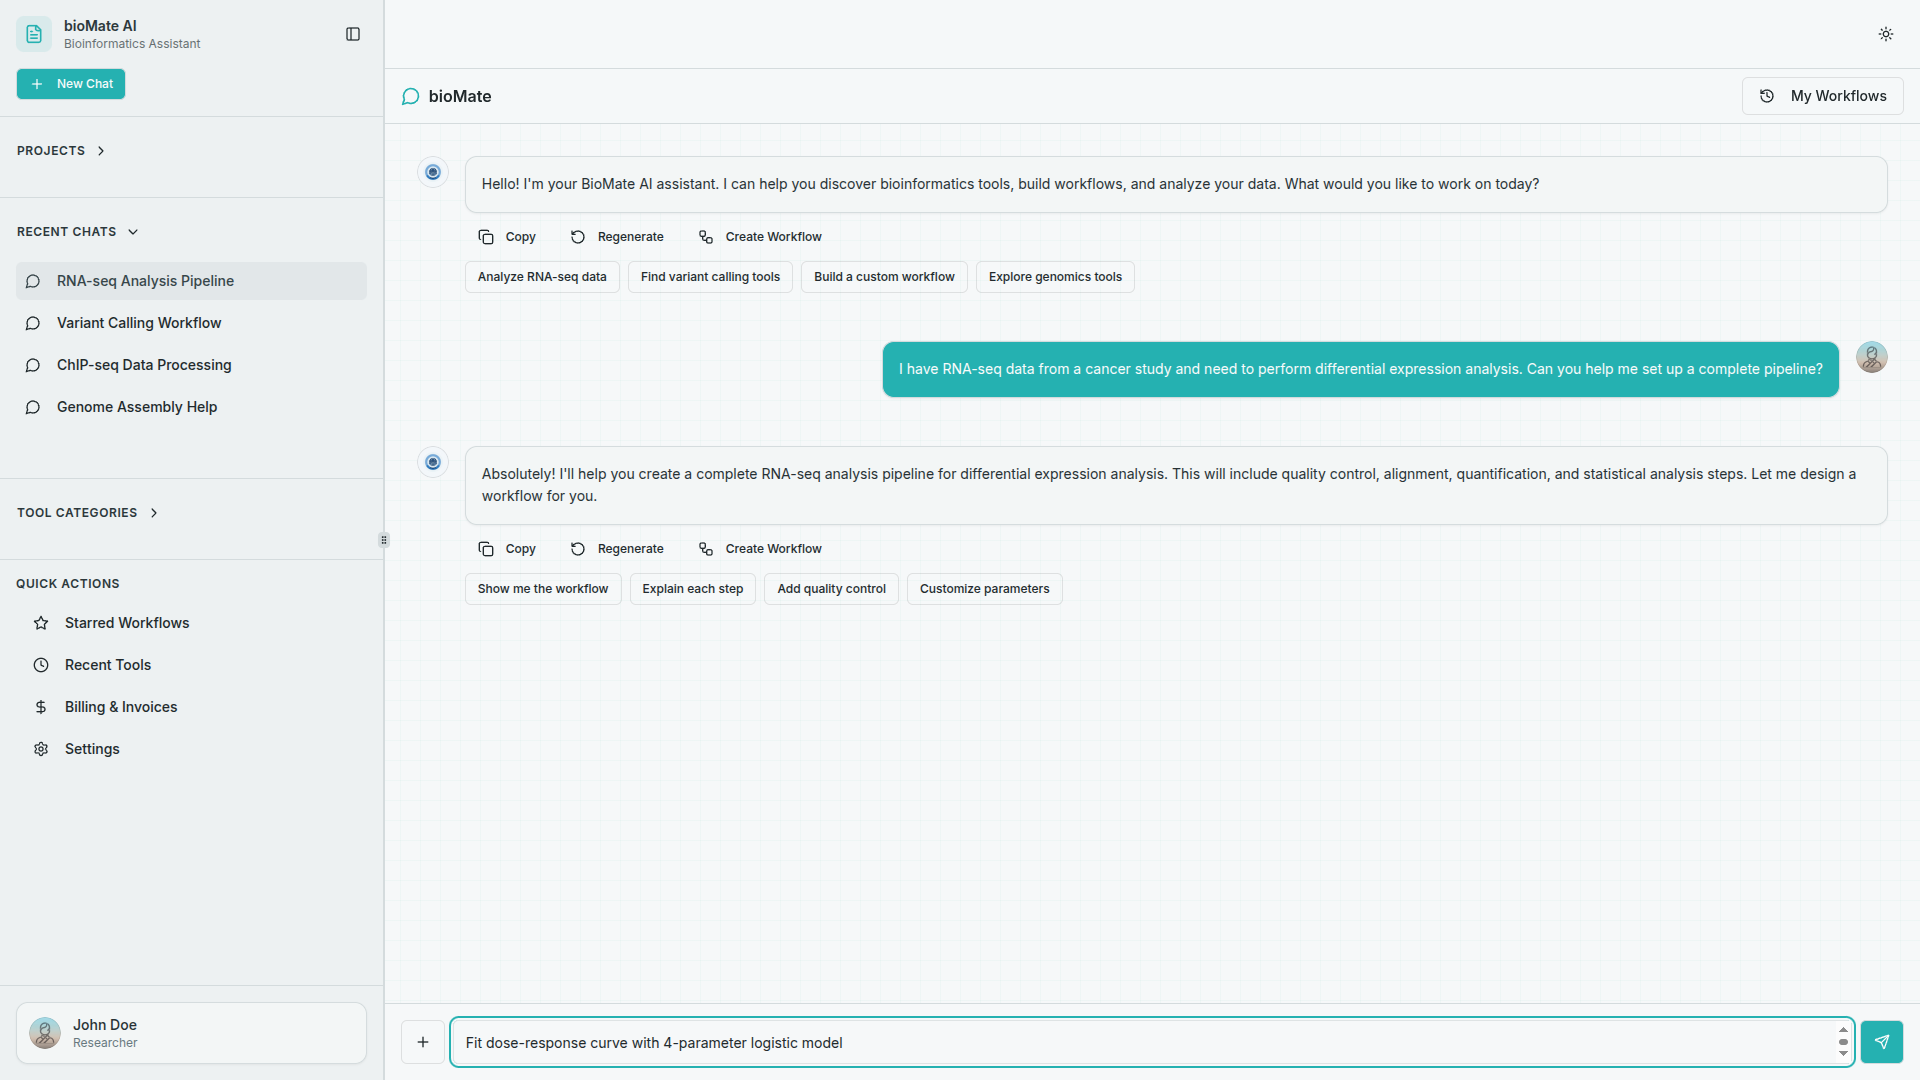 bioMate AI
Bioinformatics Assistant
New Chat
PROJECTS
RECENT CHATS
RNA-seq Analysis Pipeline
Variant Calling Workflow
ChIP-seq Data Processing
Genome Assembly Help
TOOL CATEGORIES
QUICK ACTIONS
Starred Workflows
Recent Tools
Billing & Invoices
Settings
John Doe
Researcher
bioMate
My Workflows
Hello! I'm your BioMate AI assistant. I can help you discover bioinformatics tools, build workflows, and analyze your data. What would you like to work on today?
Copy Regenerate Create Workflow
Analyze RNA-seq data Find variant calling tools Build a custom workflow Explore genomics tools
I have RNA-seq data from a cancer study and need to perform differential expression analysis. Can you help me set up a complete pipeline?
Absolutely! I'll help you create a complete RNA-seq analysis pipeline for differential expression analysis. This will include quality control, alignment, quantification, and statistical analysis steps. Let me design a
workflow for you.
Copy Regenerate Create Workflow
Show me the workflow Explain each step Add quality control Customize parameters
Fit dose-response curve with 4-parameter logistic model